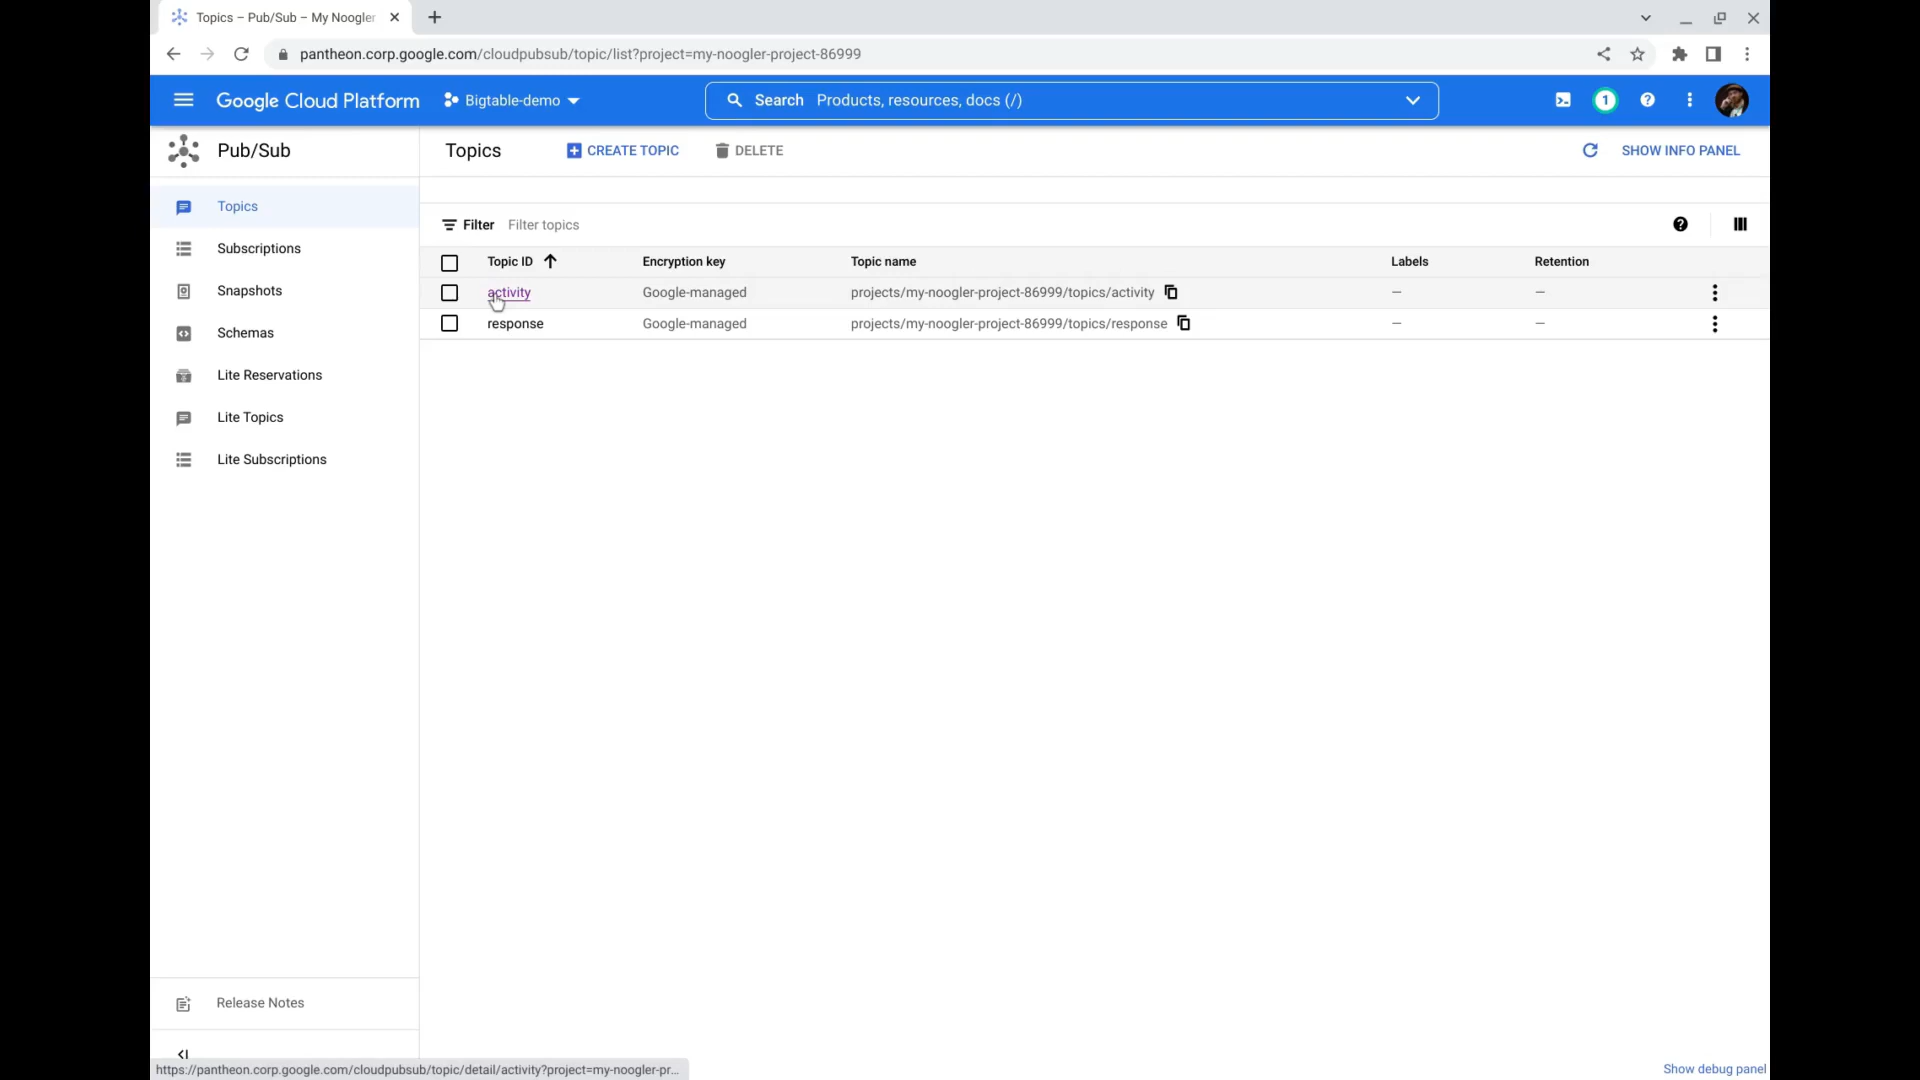 Topics – Pub/Sub – My Noogler
pantheon.corp.google.com/cloudpubsub/topic/list?project=my-noogler-project-86999
Google Cloud Platform
Bigtable-demo
Search Products, resources, docs (/)
1
Pub/Sub
Topics
CREATE TOPIC
DELETE
SHOW INFO PANEL
Topics
Subscriptions
Snapshots
Schemas
Lite Reservations
Lite Topics
Lite Subscriptions
Filter Filter topics
Topic ID Encryption key Topic name Labels Retention
activity Google-managed projects/my-noogler-project-86999/topics/activity — —
response Google-managed projects/my-noogler-project-86999/topics/response — —
Release Notes
https://pantheon.corp.google.com/cloudpubsub/topic/detail/activity?project=my-noogler-pr...
Show debug panel